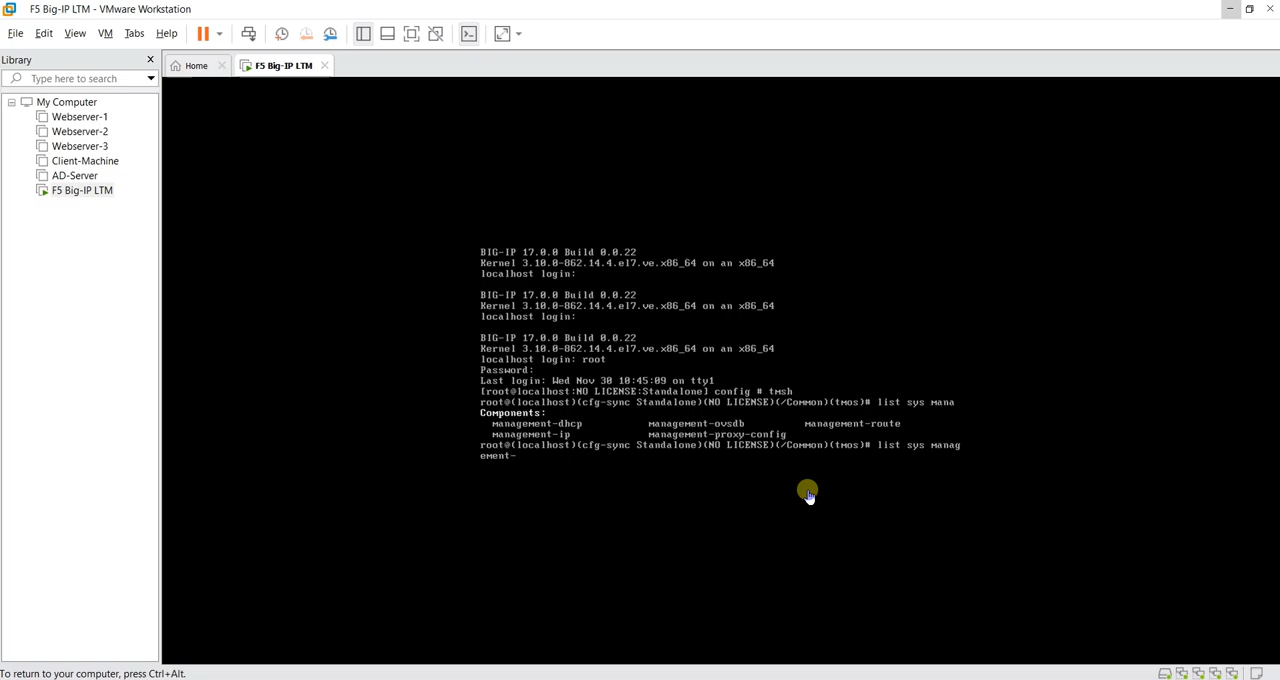 F5 Big-IP LTM - VMware Workstation
File Edit View VM Tabs Help
Library
Type here to search
Home
F5 Big-IP LTM
My Computer
Webserver-1
Webserver-2
Webserver-3
Client-Machine
AD-Server
F5 Big-IP LTM
BIG-IP 17.0.0 Build 0.0.22
Kernel 3.10.0-862.14.4.el7.ve.x86_64 on an x86_64
localhost login:
BIG-IP 17.0.0 Build 0.0.22
Kernel 3.10.0-862.14.4.el7.ve.x86_64 on an x86_64
localhost login:
BIG-IP 17.0.0 Build 0.0.22
Kernel 3.10.0-862.14.4.el7.ve.x86_64 on an x86_64
localhost login: root
Password:
Last login: Wed Nov 30 10:45:09 on tty1
[root@localhost:NO LICENSE:Standalone] config # tmsh
root@(localhost)(cfg-sync Standalone)(NO LICENSE)(/Common)(tmos)# list sys mana
Components:
management-dhcp management-ovsdb management-route
management-ip management-proxy-config
root@(localhost)(cfg-sync Standalone)(NO LICENSE)(/Common)(tmos)# list sys manag
ement-
To return to your computer, press Ctrl+Alt.